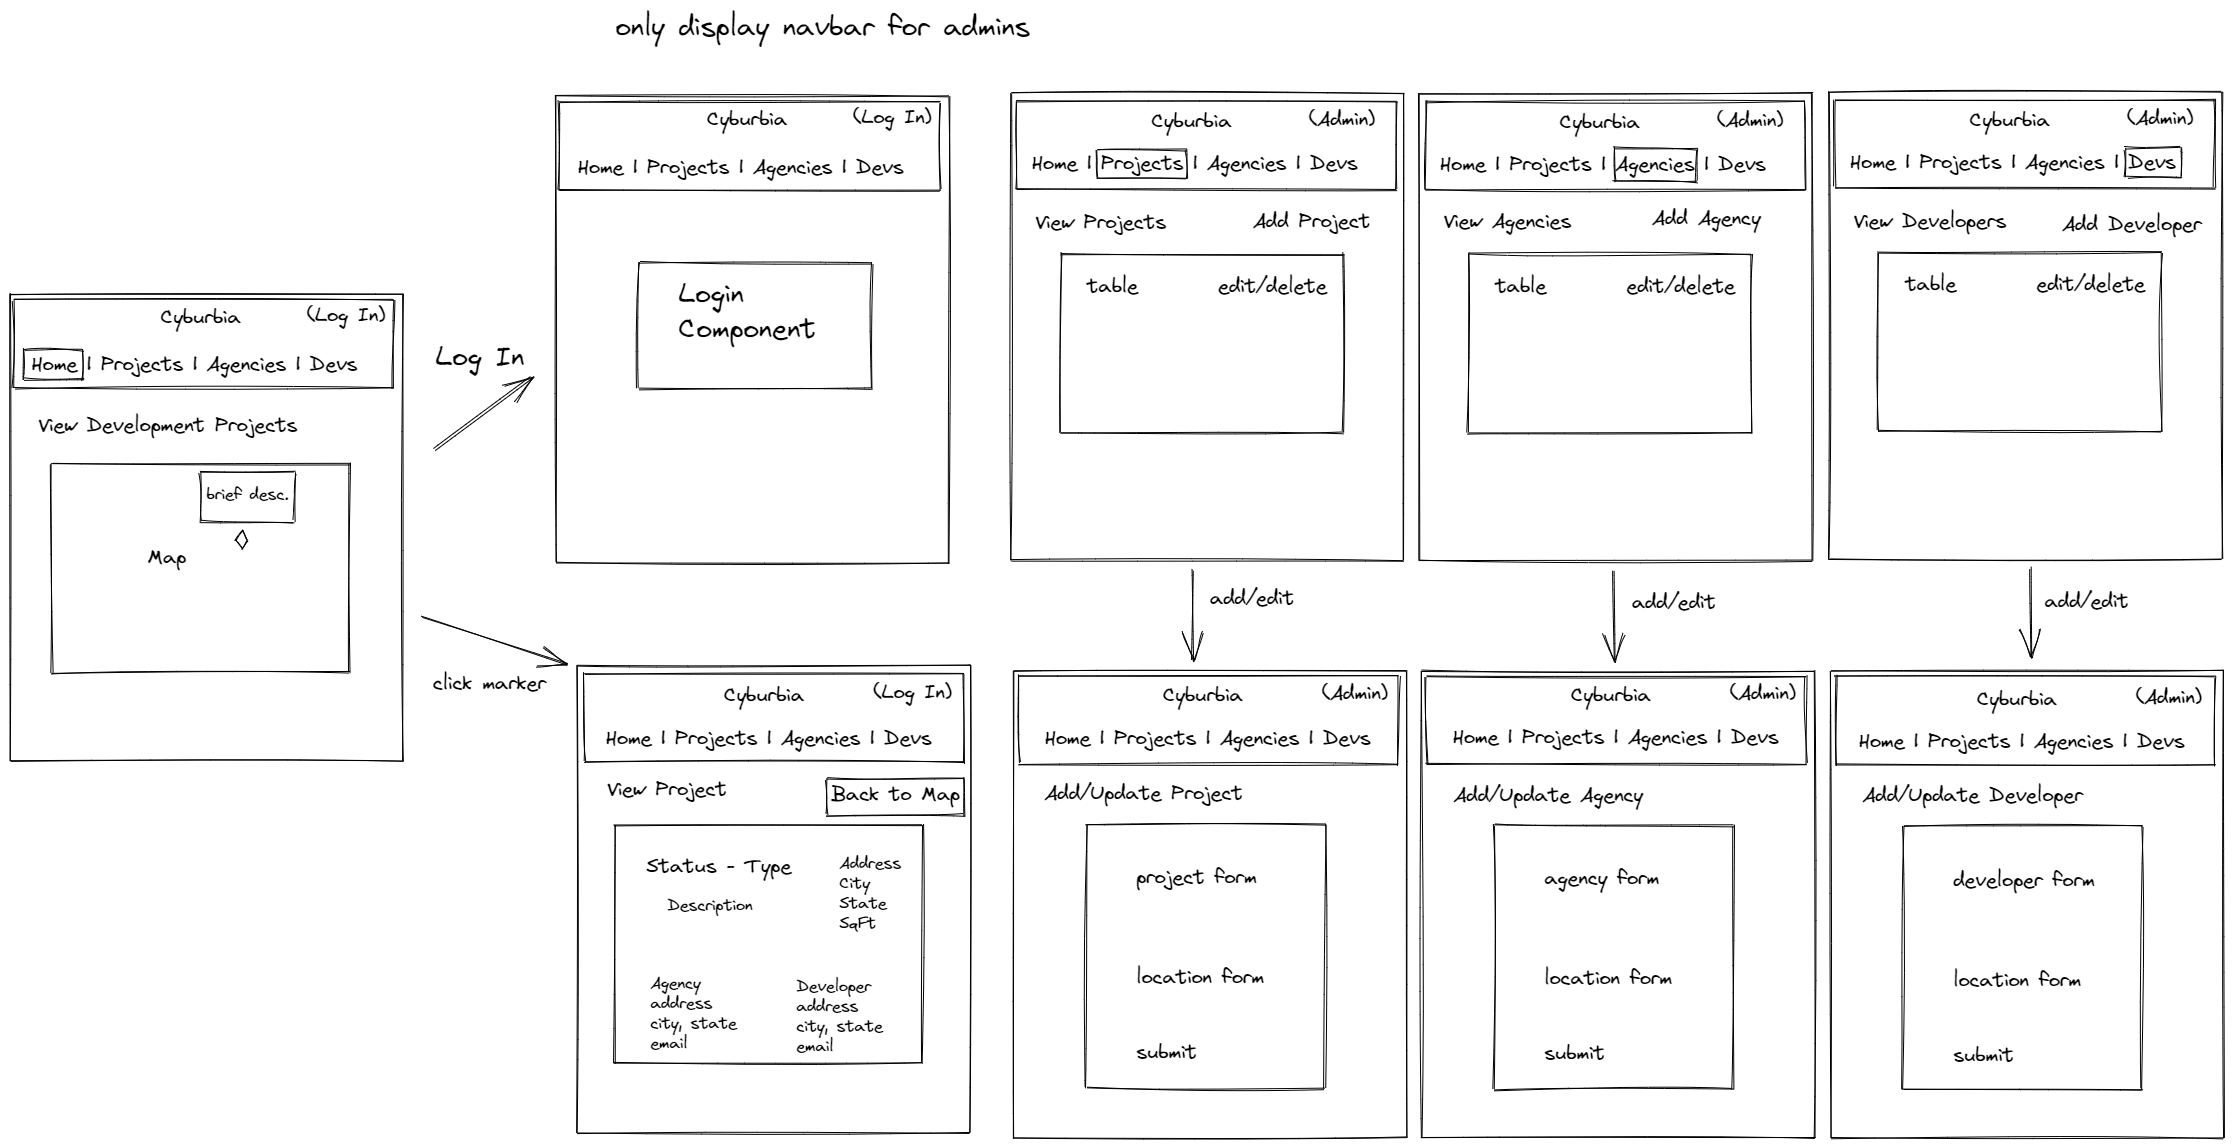 only display navbar for admins
Cyburbia
(Log In)
Home | Projects | Agencies | Devs
View Development Projects
brief desc.
Map
Log In
click marker
Cyburbia
(Log In)
Home | Projects | Agencies | Devs
Login
Component
Cyburbia
(Log In)
Home | Projects | Agencies | Devs
View Project
Back to Map
Status - Type
Description
Address
City
State
SqFt
Agency
address
city, state
email
Developer
address
city, state
email
Cyburbia
(Admin)
Home | Projects | Agencies | Devs
View Projects
Add Project
table
edit/delete
add/edit
Cyburbia
(Admin)
Home | Projects | Agencies | Devs
Add/Update Project
project form
location form
submit
Cyburbia
(Admin)
Home | Projects | Agencies | Devs
View Agencies
Add Agency
table
edit/delete
add/edit
Cyburbia
(Admin)
Home | Projects | Agencies | Devs
Add/Update Agency
agency form
location form
submit
Cyburbia
(Admin)
Home | Projects | Agencies | Devs
View Developers
Add Developer
table
edit/delete
add/edit
Cyburbia
(Admin)
Home | Projects | Agencies | Devs
Add/Update Developer
developer form
location form
submit